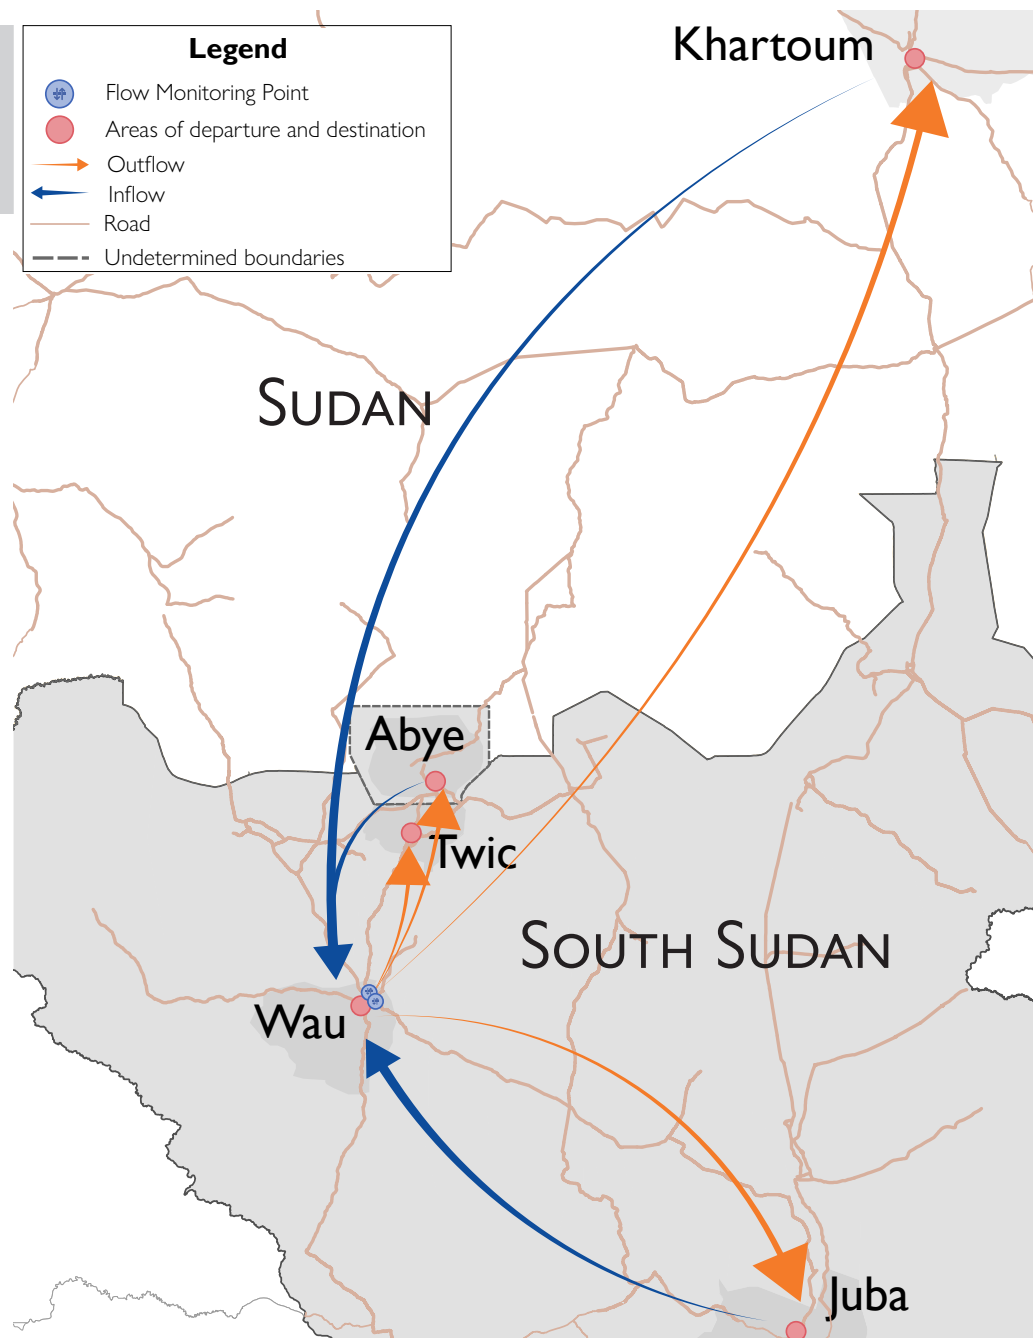 Khartoum
Legend
Flow Monitoring Point
Areas of departure and destination
Outflow
Inflow
Road
Undetermined boundaries
SUDAN
Abye
Twic
SOUTH SUDAN
Wau
Juba